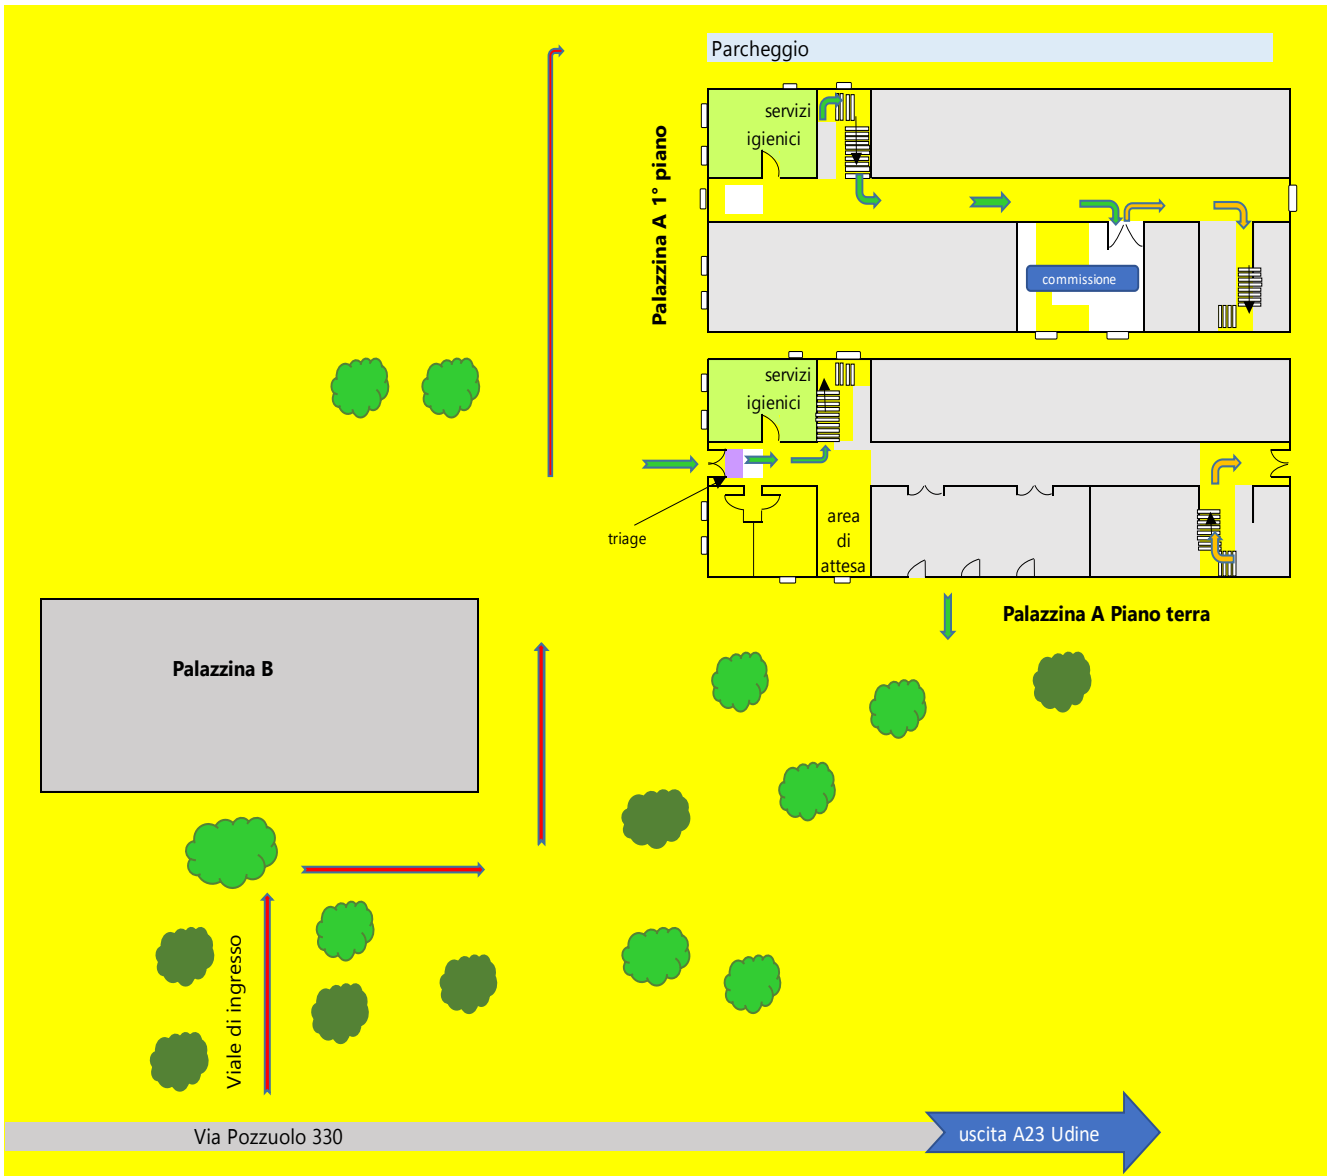 Parcheggio
servizi
igienici
Palazzina A 1° piano
commissione
servizi
igienici
triage
area
di
attesa
Palazzina A Piano terra
Palazzina B
Viale di ingresso
Via Pozzuolo 330
uscita A23 Udine